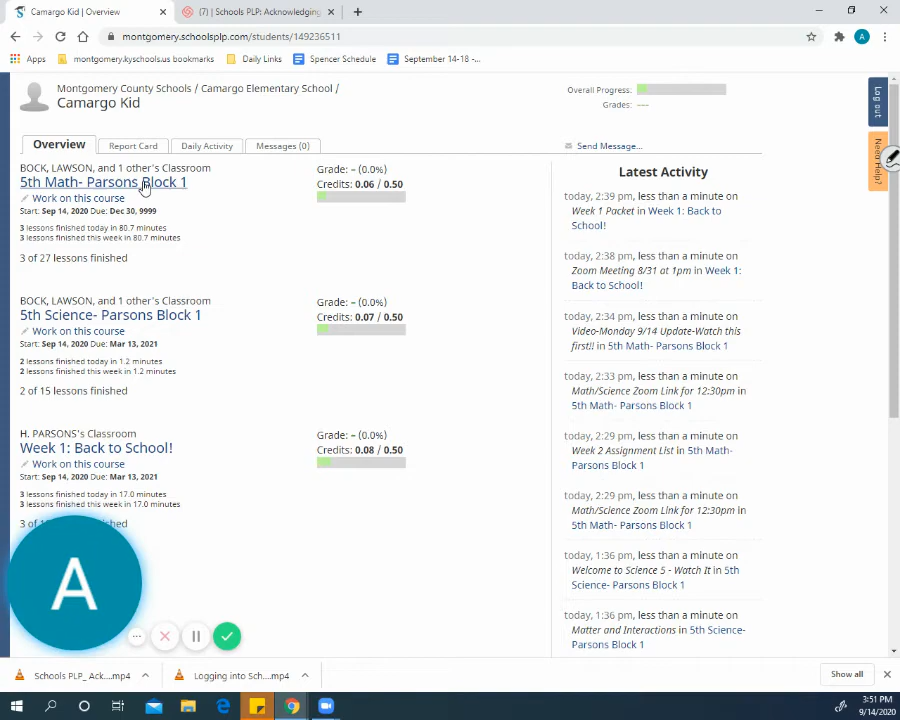 Camargo Kid | Overview
(7) | Schools PLP: Acknowledging
montgomery.schoolsplp.com/students/149236511
A
Apps
montgomery.kyschools.us bookmarks
Daily Links
Spencer Schedule
September 14-18 -...
Montgomery County Schools / Camargo Elementary School /
Camargo Kid
Overall Progress:
Grades: ---
Log out
Need Help?
Overview
Report Card
Daily Activity
Messages (0)
Send Message...
BOCK, LAWSON, and 1 other's Classroom
5th Math- Parsons Block 1
Work on this course
Start: Sep 14, 2020 Due: Dec 30, 9999
3 lessons finished today in 80.7 minutes
3 lessons finished this week in 80.7 minutes
3 of 27 lessons finished
Grade: – (0.0%)
Credits: 0.06 / 0.50
BOCK, LAWSON, and 1 other's Classroom
5th Science- Parsons Block 1
Work on this course
Start: Sep 14, 2020 Due: Mar 13, 2021
2 lessons finished today in 1.2 minutes
2 lessons finished this week in 1.2 minutes
2 of 15 lessons finished
Grade: – (0.0%)
Credits: 0.07 / 0.50
H. PARSONS's Classroom
Week 1: Back to School!
Work on this course
Start: Sep 14, 2020 Due: Mar 13, 2021
3 lessons finished today in 17.0 minutes
3 lessons finished this week in 17.0 minutes
3 of
Grade: – (0.0%)
Credits: 0.08 / 0.50
Latest Activity
today, 2:39 pm, less than a minute on
Week 1 Packet in Week 1: Back to
School!
today, 2:38 pm, less than a minute on
Zoom Meeting 8/31 at 1pm in Week 1:
Back to School!
today, 2:34 pm, less than a minute on
Video-Monday 9/14 Update-Watch this
first!! in 5th Math- Parsons Block 1
today, 2:33 pm, less than a minute on
Math/Science Zoom Link for 12:30pm in
5th Math- Parsons Block 1
today, 2:29 pm, less than a minute on
Week 2 Assignment List in 5th Math-
Parsons Block 1
today, 2:29 pm, less than a minute on
Math/Science Zoom Link for 12:30pm in
5th Math- Parsons Block 1
today, 1:36 pm, less than a minute on
Welcome to Science 5 - Watch It in 5th
Science- Parsons Block 1
today, 1:36 pm, less than a minute on
Matter and Interactions in 5th Science-
Parsons Block 1
A
Schools PLP_ Ack....mp4
Logging into Sch....mp4
Show all
3:51 PM
9/14/2020